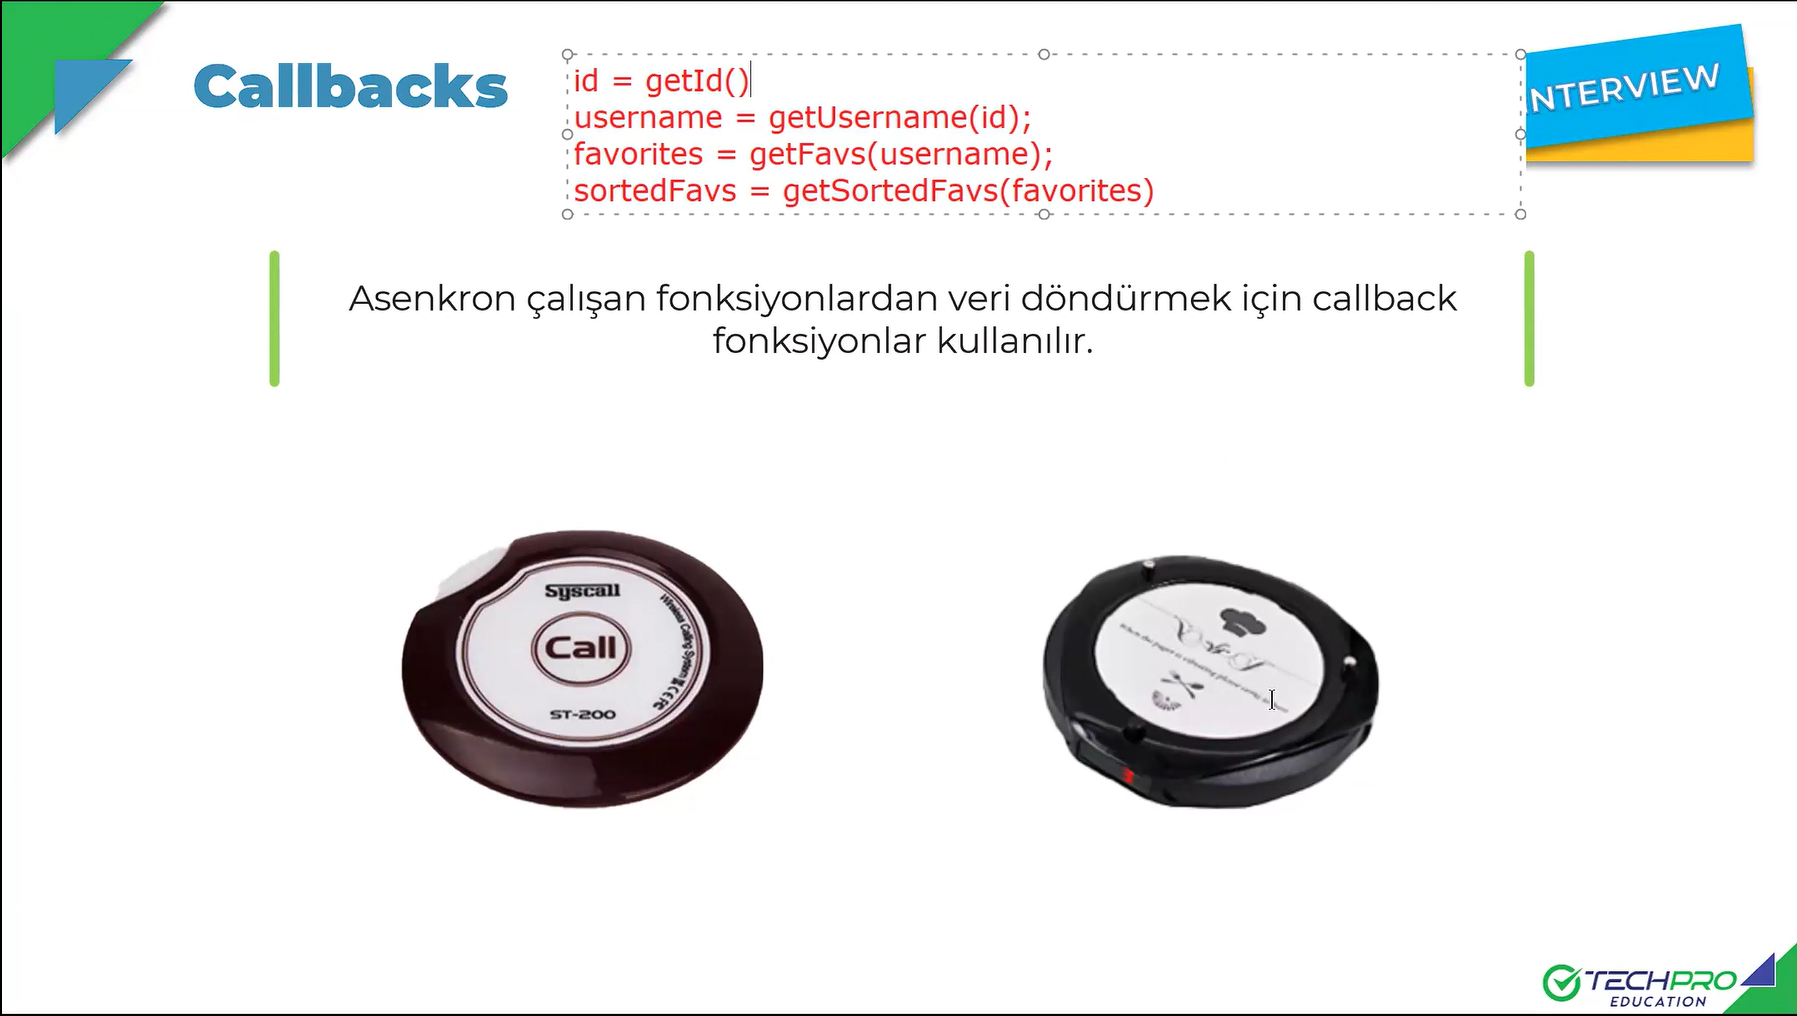 Callbacks
id = getId()
username = getUsername(id);
favorites = getFavs(username);
sortedFavs = getSortedFavs(favorites)
NTERVIEW
Asenkron çalışan fonksiyonlardan veri döndürmek için callback
fonksiyonlar kullanılır.
Syscall
Call
ST-200
Wireless Calling System
TECHPRO
EDUCATION